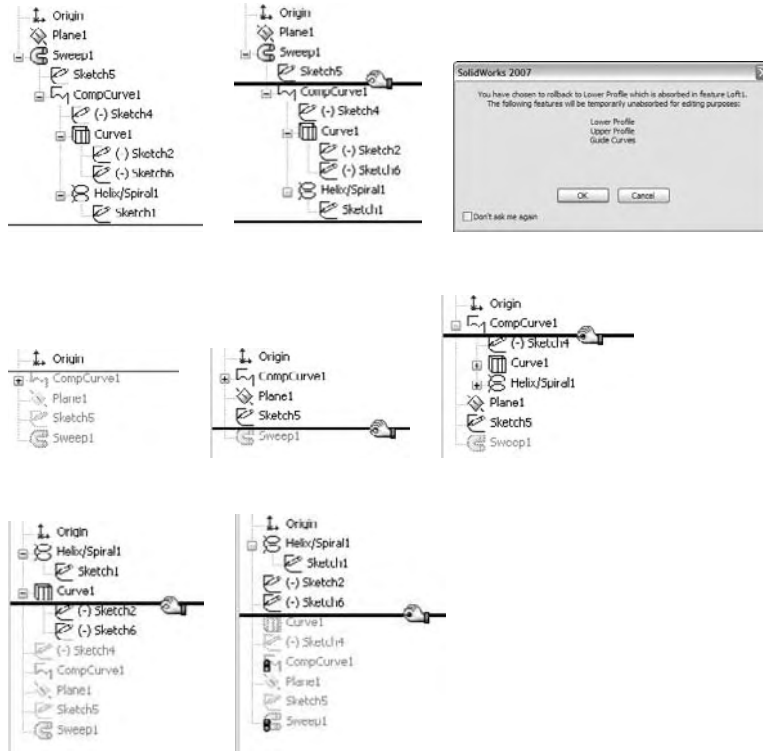 Origin
Plane1
Sweep1
Sketch5
CompCurve1
(-) Sketch4
Curve1
(-) Sketch2
(-) Sketch6
Helix/Spiral1
Sketch1
Origin
Plane1
Sweep1
Sketch5
CompCurve1
(-) Sketch4
Curve1
(-) Sketch2
(-) Sketch6
Helix/Spiral1
Sketch1
SolidWorks 2007
You have chosen to rollback to Lower Profile which is absorbed in feature Loft1.
The following features will be temporarily unabsorbed for editing purposes:
Lower Profile
Upper Profile
Guide Curves
OK Cancel
Don't ask me again
Origin
CompCurve1
Plane1
Sketch5
Sweep1
Origin
CompCurve1
Plane1
Sketch5
Sweep1
Origin
CompCurve1
(-) Sketch4
Curve1
Helix/Spiral1
Plane1
Sketch5
Sweep1
Origin
Helix/Spiral1
Sketch1
Curve1
(-) Sketch2
(-) Sketch6
(-) Sketch4
CompCurve1
Plane1
Sketch5
Sweep1
Origin
Helix/Spiral1
Sketch1
(-) Sketch2
(-) Sketch6
Curve1
(-) Sketch4
CompCurve1
Plane1
Sketch5
Sweep1